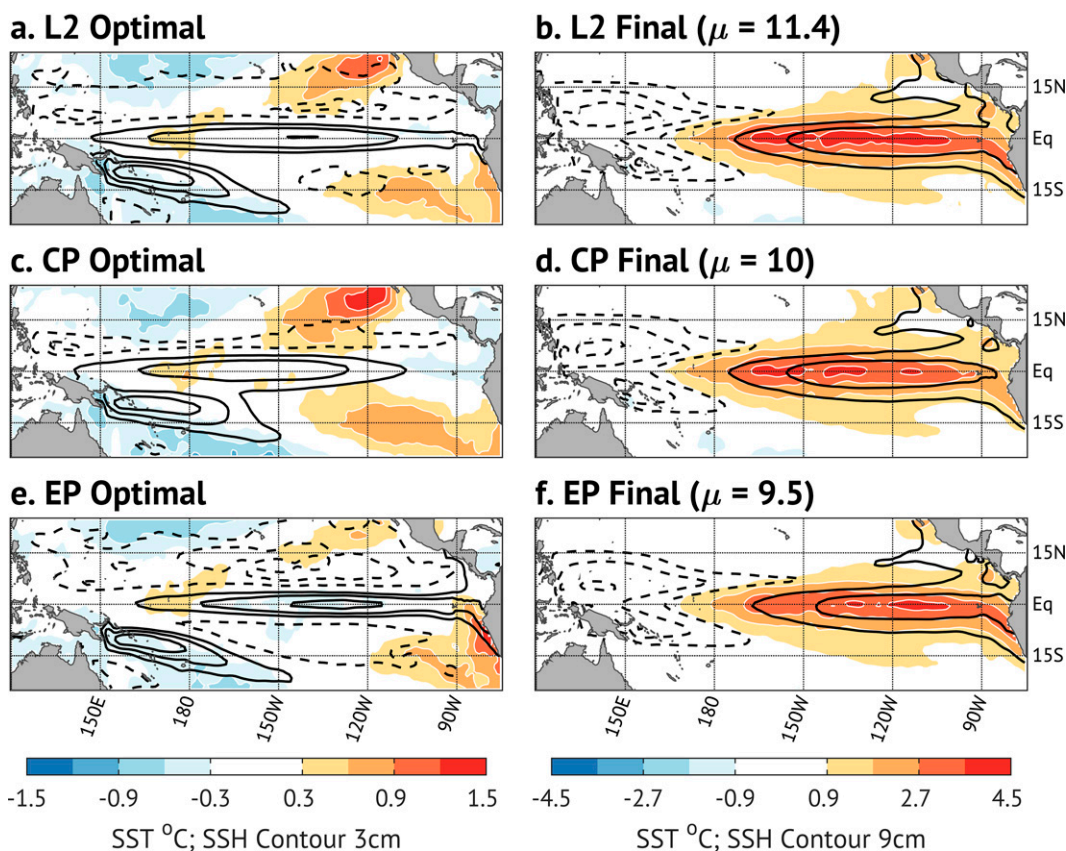 a. L2 Optimal
b. L2 Final (μ = 11.4)
15N
Eq
15S
c. CP Optimal
d. CP Final (μ = 10)
15N
Eq
15S
e. EP Optimal
f. EP Final (μ = 9.5)
15N
Eq
15S
150E 180 150W 120W 90W
150E 180 150W 120W 90W
-1.5 -0.9 -0.3 0.3 0.9 1.5
-4.5 -2.7 -0.9 0.9 2.7 4.5
SST °C; SSH Contour 3cm
SST °C; SSH Contour 9cm